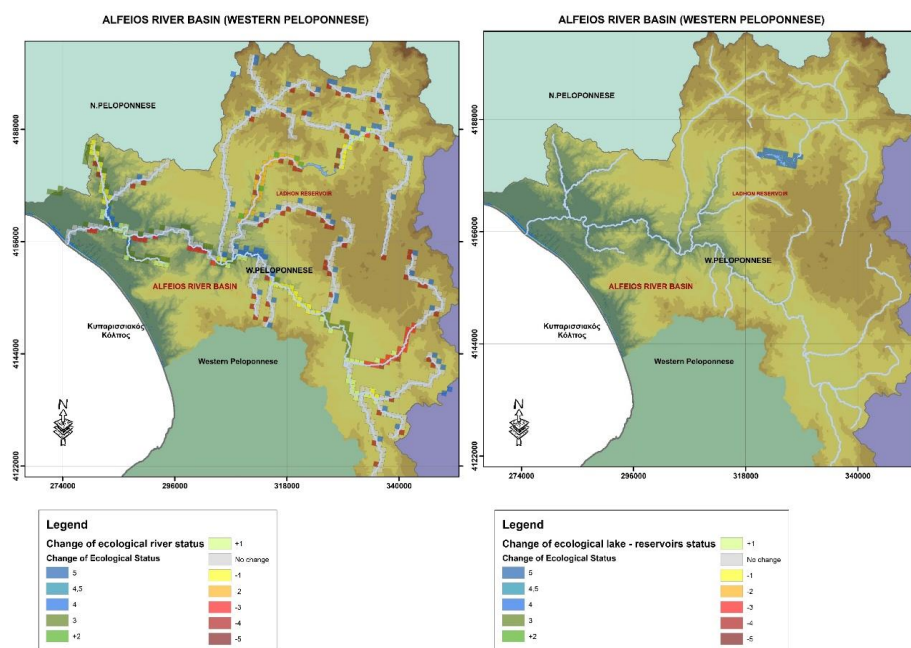 ALFEIOS RIVER BASIN (WESTERN PELOPONNESE)
N.PELOPONNESE
LADHON RESERVOIR
W.PELOPONNESE
ALFEIOS RIVER BASIN
Κυπαρισσιακός
Κόλπος
Western Peloponnese
N
4188000
4166000
4144000
4122000
274000
296000
318000
340000
Legend
Change of ecological river status
Change of Ecological Status
5
4,5
4
3
+2
+1
No change
-1
-2
-3
-4
-5
ALFEIOS RIVER BASIN (WESTERN PELOPONNESE)
N.PELOPONNESE
LADHON RESERVOIR
W.PELOPONNESE
ALFEIOS RIVER BASIN
Κυπαρισσιακός
Κόλπος
Western Peloponnese
N
4188000
4166000
4144000
4122000
274000
296000
318000
340000
Legend
Change of ecological lake - reservoirs status
Change of Ecological Status
5
4,5
4
3
+2
+1
No change
-1
-2
-3
-4
-5